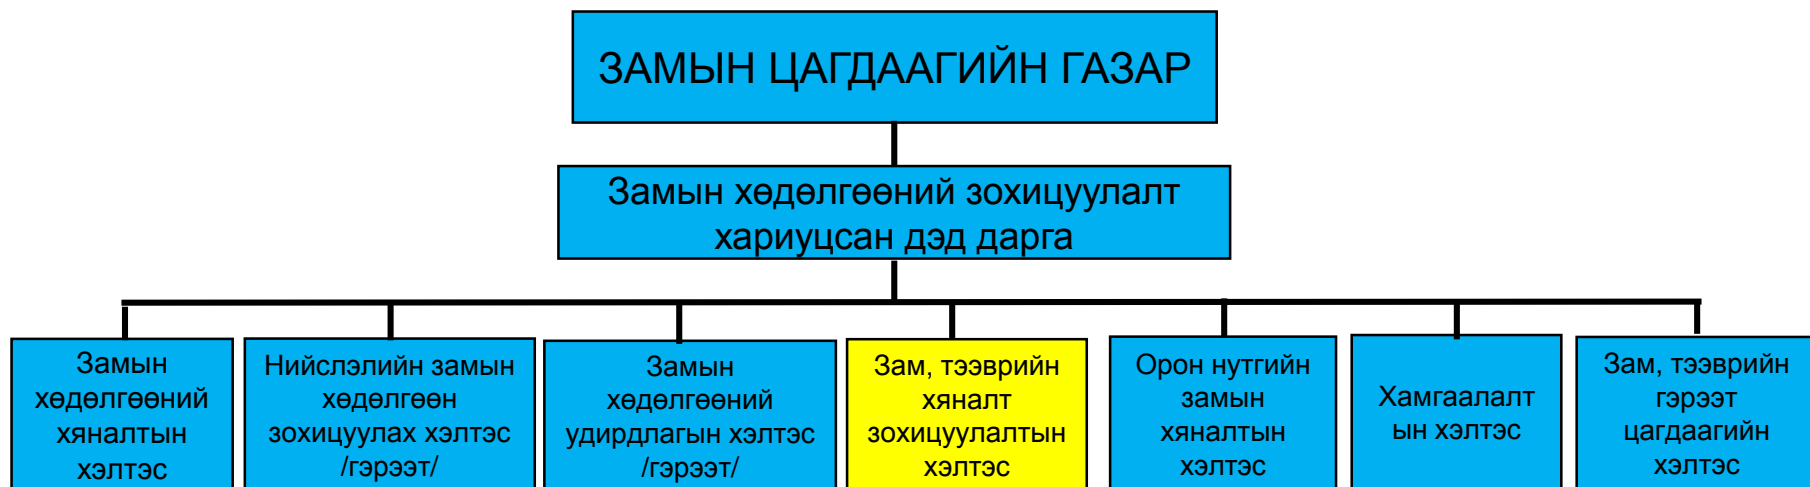 ЗАМЫН ЦАГДААГИЙН ГАЗАР
Замын хөдөлгөөний зохицуулалт
хариуцсан дэд дарга
Замын
хөдөлгөөний
хяналтын
хэлтэс
Нийслэлийн замын
хөдөлгөөн
зохицуулах хэлтэс
/гэрээт/
Замын
хөдөлгөөний
удирдлагын хэлтэс
/гэрээт/
Зам, тээврийн
хяналт
зохицуулалтын
хэлтэс
Орон нутгийн
замын
хяналтын
хэлтэс
Хамгаалалт
ын хэлтэс
Зам, тээврийн
гэрээт
цагдаагийн
хэлтэс